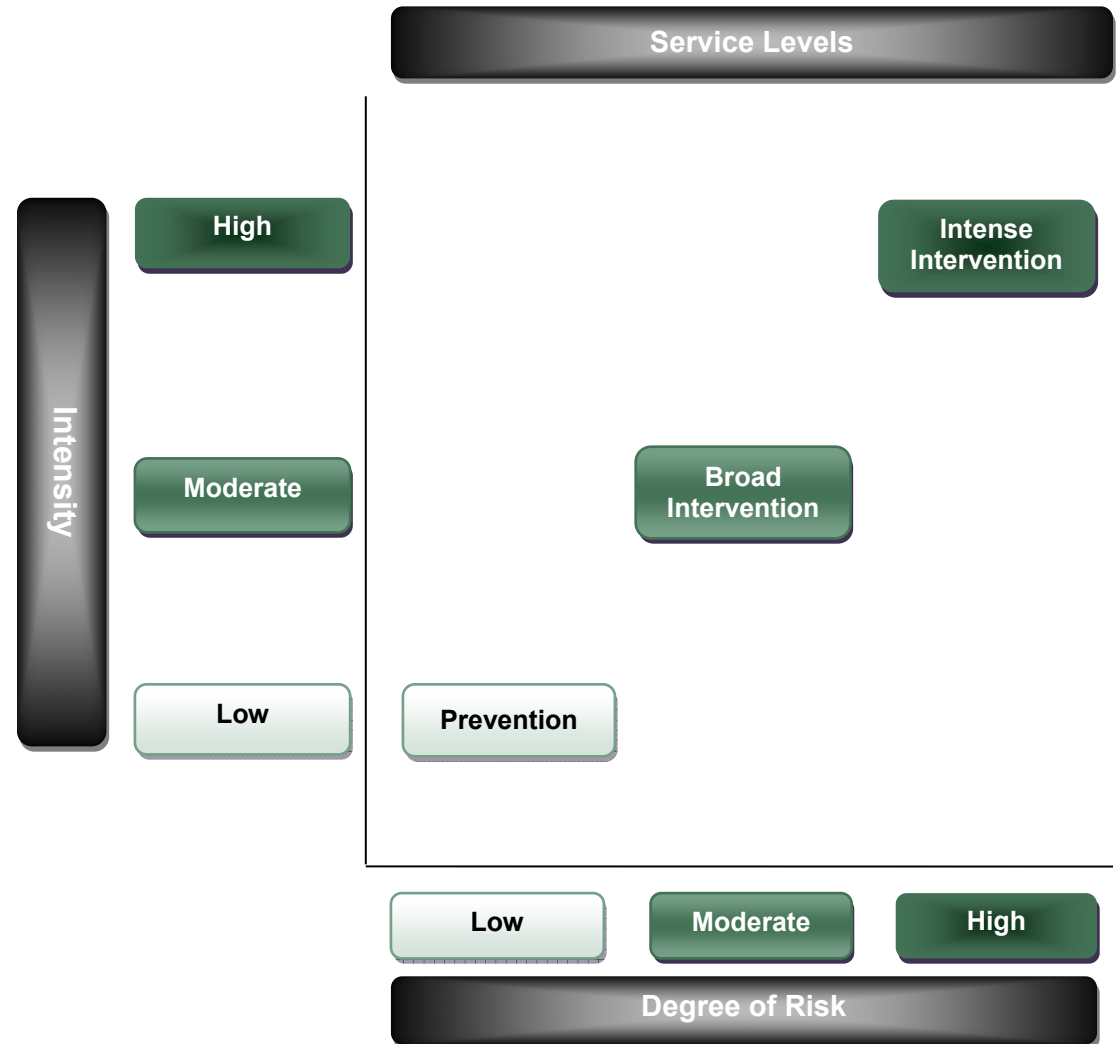 Service Levels
Intensity
High
Intense
Intervention
Moderate
Broad
Intervention
Low
Prevention
Low
Moderate
High
Degree of Risk